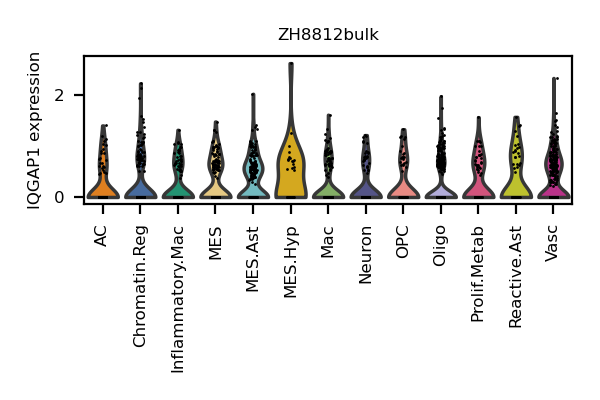 ZH8812bulk
IQGAP1 expression
2
0
AC
Chromatin.Reg
Inflammatory.Mac
MES
MES.Ast
MES.Hyp
Mac
Neuron
OPC
Oligo
Prolif.Metab
Reactive.Ast
Vasc